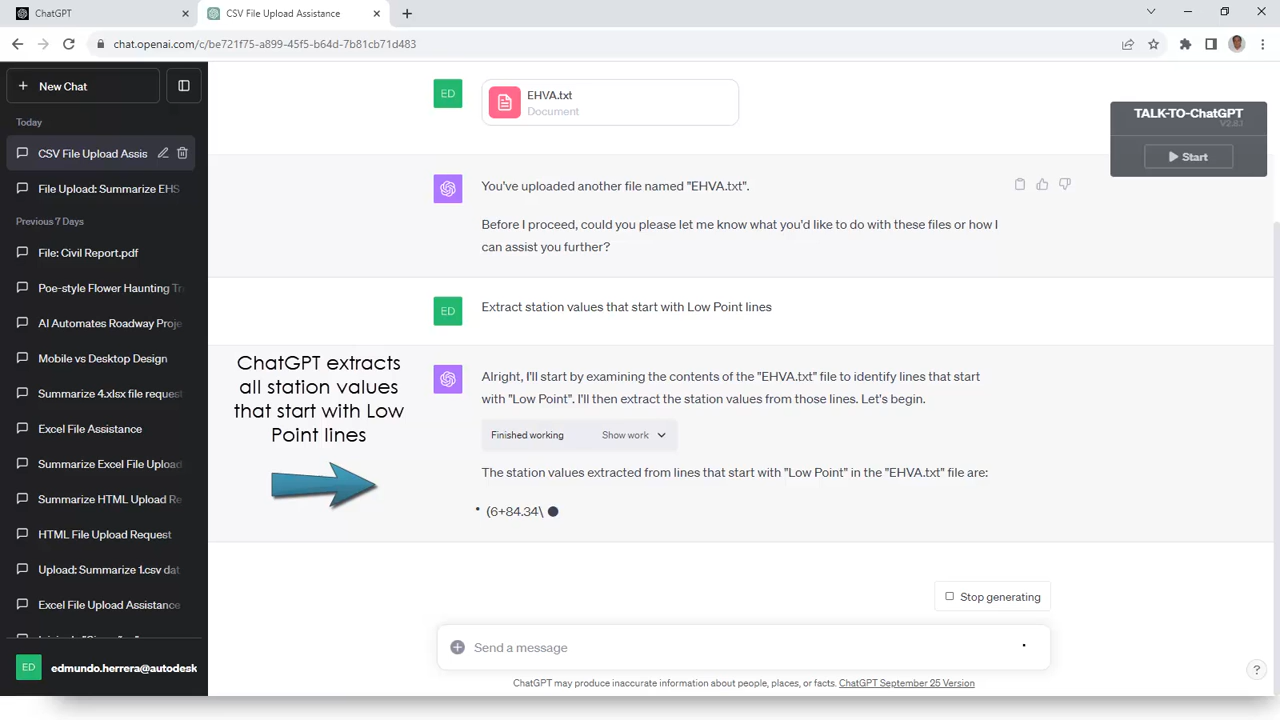 ChatGPT
CSV File Upload Assistance
chat.openai.com/c/be721f75-a899-45f5-b64d-7b81cb71d483
New Chat
Today
CSV File Upload Assis
File Upload: Summarize EHS
Previous 7 Days
File: Civil Report.pdf
Poe-style Flower Haunting Tr
AI Automates Roadway Proje
Mobile vs Desktop Design
Summarize 4.xlsx file request
Excel File Assistance
Summarize Excel File Upload
Summarize HTML Upload Re
HTML File Upload Request
Upload: Summarize 1.csv dat
Excel File Upload Assistance
ED
edmundo.herrera@autodesk
ED
EHVA.txt
Document
TALK-TO-ChatGPT
V2.8.1
Start
You've uploaded another file named "EHVA.txt".
Before I proceed, could you please let me know what you'd like to do with these files or how I
can assist you further?
ED
Extract station values that start with Low Point lines
ChatGPT extracts
all station values
that start with Low
Point lines
Alright, I'll start by examining the contents of the "EHVA.txt" file to identify lines that start
with "Low Point". I'll then extract the station values from those lines. Let's begin.
Finished working
Show work
The station values extracted from lines that start with "Low Point" in the "EHVA.txt" file are:
• (6+84.34\
Stop generating
Send a message
ChatGPT may produce inaccurate information about people, places, or facts. ChatGPT September 25 Version
?